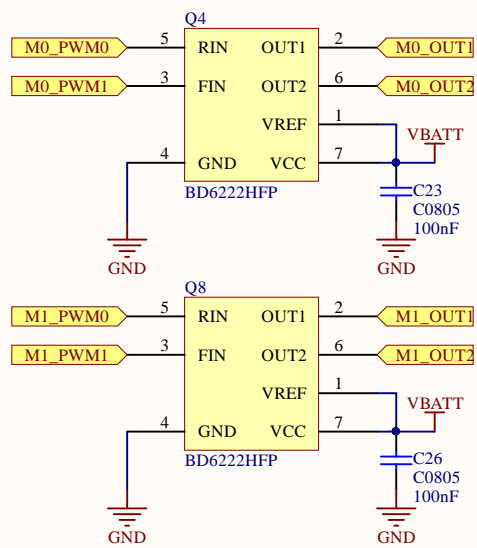 Q4
M0_PWM0 5 RIN OUT1 2 M0_OUT1
M0_PWM1 3 FIN OUT2 6 M0_OUT2
VREF 1
VBATT
4 GND VCC 7
BD6222HFP
C23
C0805
100nF
GND GND
Q8
M1_PWM0 5 RIN OUT1 2 M1_OUT1
M1_PWM1 3 FIN OUT2 6 M1_OUT2
VREF 1
VBATT
4 GND VCC 7
BD6222HFP
C26
C0805
100nF
GND GND